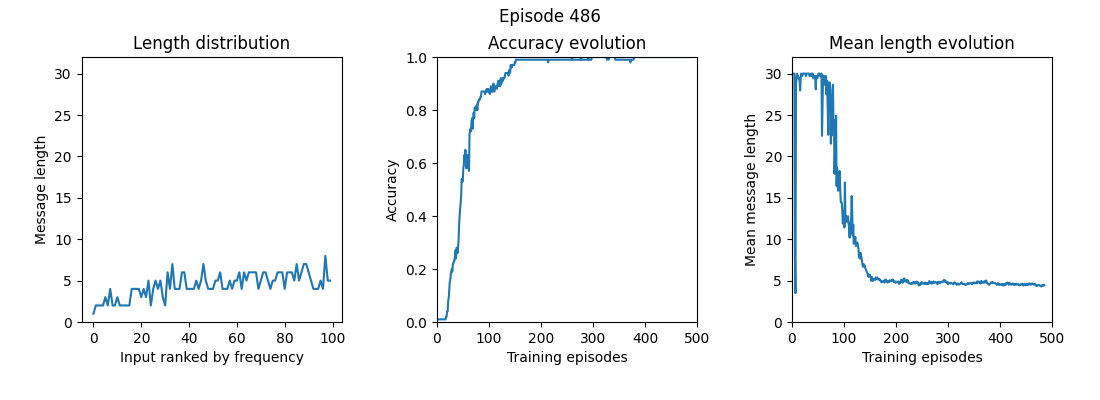 Episode 486
Length distribution
Message length
30
25
20
15
10
5
0
0 20 40 60 80 100
Input ranked by frequency
Accuracy evolution
Accuracy
1.0
0.8
0.6
0.4
0.2
0.0
0 100 200 300 400 500
Training episodes
Mean length evolution
Mean message length
30
25
20
15
10
5
0
0 100 200 300 400 500
Training episodes